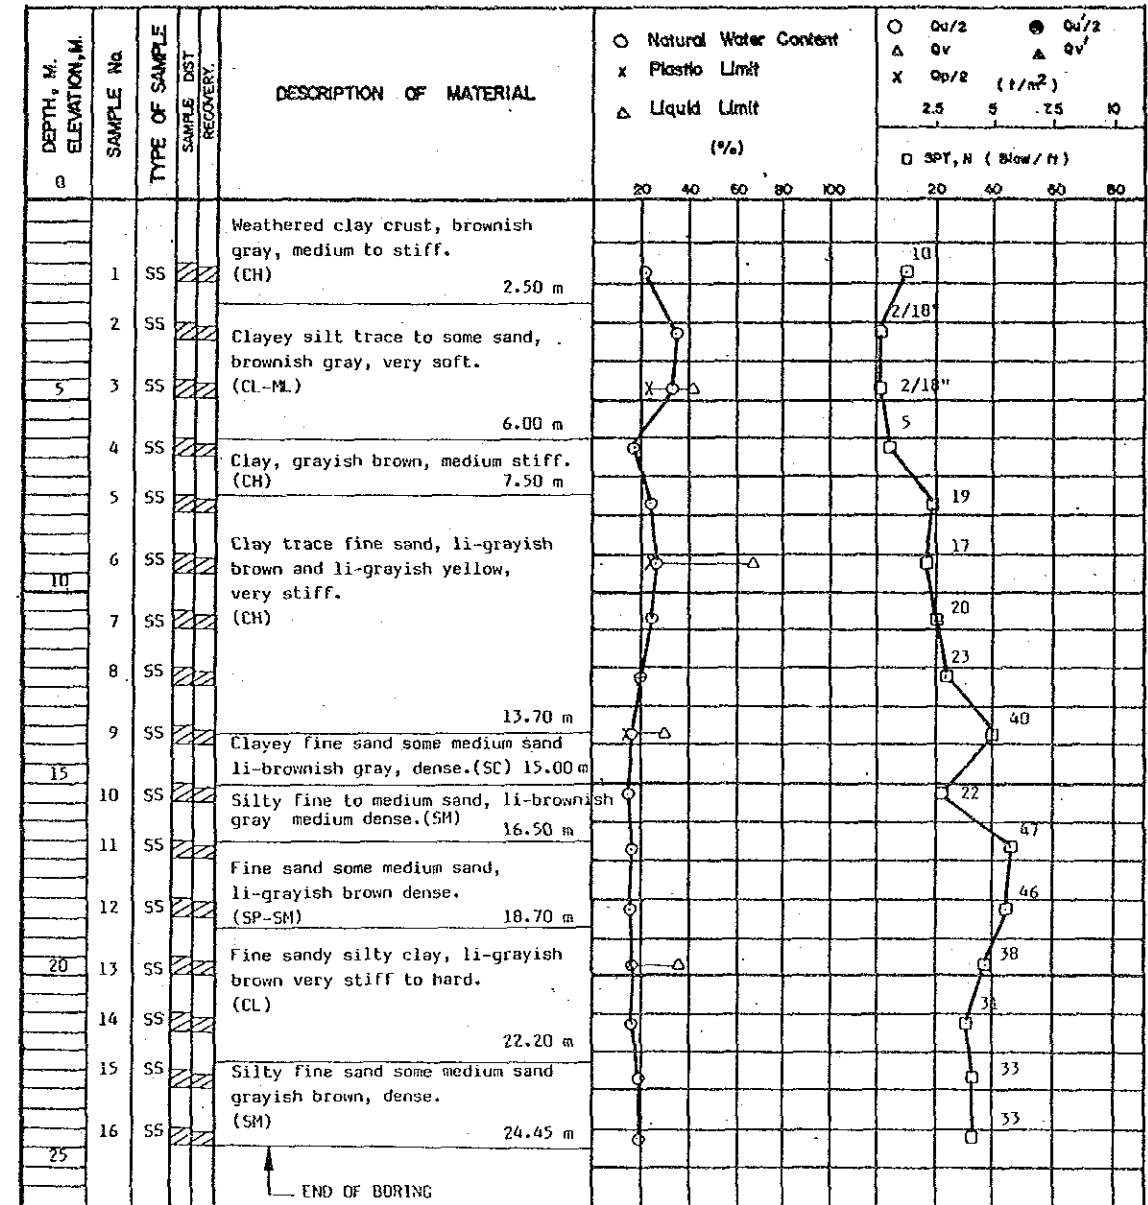 DEPTH, M.
ELEVATION, M.
0
SAMPLE No
TYPE OF SAMPLE
SAMPLE DIST
RECOVERY.
DESCRIPTION OF MATERIAL
O Natural Water Content
x Plastic Limit
△ Liquid Limit
(%)
20 40 60 80 100
Qu/2 Qu'/2
Qv Qv'
X Qp/2 (t/m²)
2.5 5 7.5 10
SPT, N (Blow/ft)
20 40 60 80
Weathered clay crust, brownish
gray, medium to stiff.
(CH)
2.50 m
1 SS
10
2 SS
2/18"
Clayey silt trace to some sand,
brownish gray, very soft.
(CL-ML)
5
3 SS
2/18"
6.00 m
5
4 SS
Clay, grayish brown, medium stiff.
(CH) 7.50 m
5 SS
19
Clay trace fine sand, li-grayish
brown and li-grayish yellow,
very stiff.
(CH)
6 SS
17
10
7 SS
20
8 SS
23
13.70 m
9 SS
40
Clayey fine sand some medium sand
li-brownish gray, dense.(SC) 15.00 m
15
10 SS
22
Silty fine to medium sand, li-brownish
gray medium dense.(SM)
16.50 m
11 SS
47
Fine sand some medium sand,
li-grayish brown dense.
(SP-SM) 18.70 m
12 SS
46
Fine sandy silty clay, li-grayish
brown very stiff to hard.
(CL)
20
13 SS
38
14 SS
31
22.20 m
15 SS
33
Silty fine sand some medium sand
grayish brown, dense.
(SM)
24.45 m
16 SS
33
25
END OF BORING